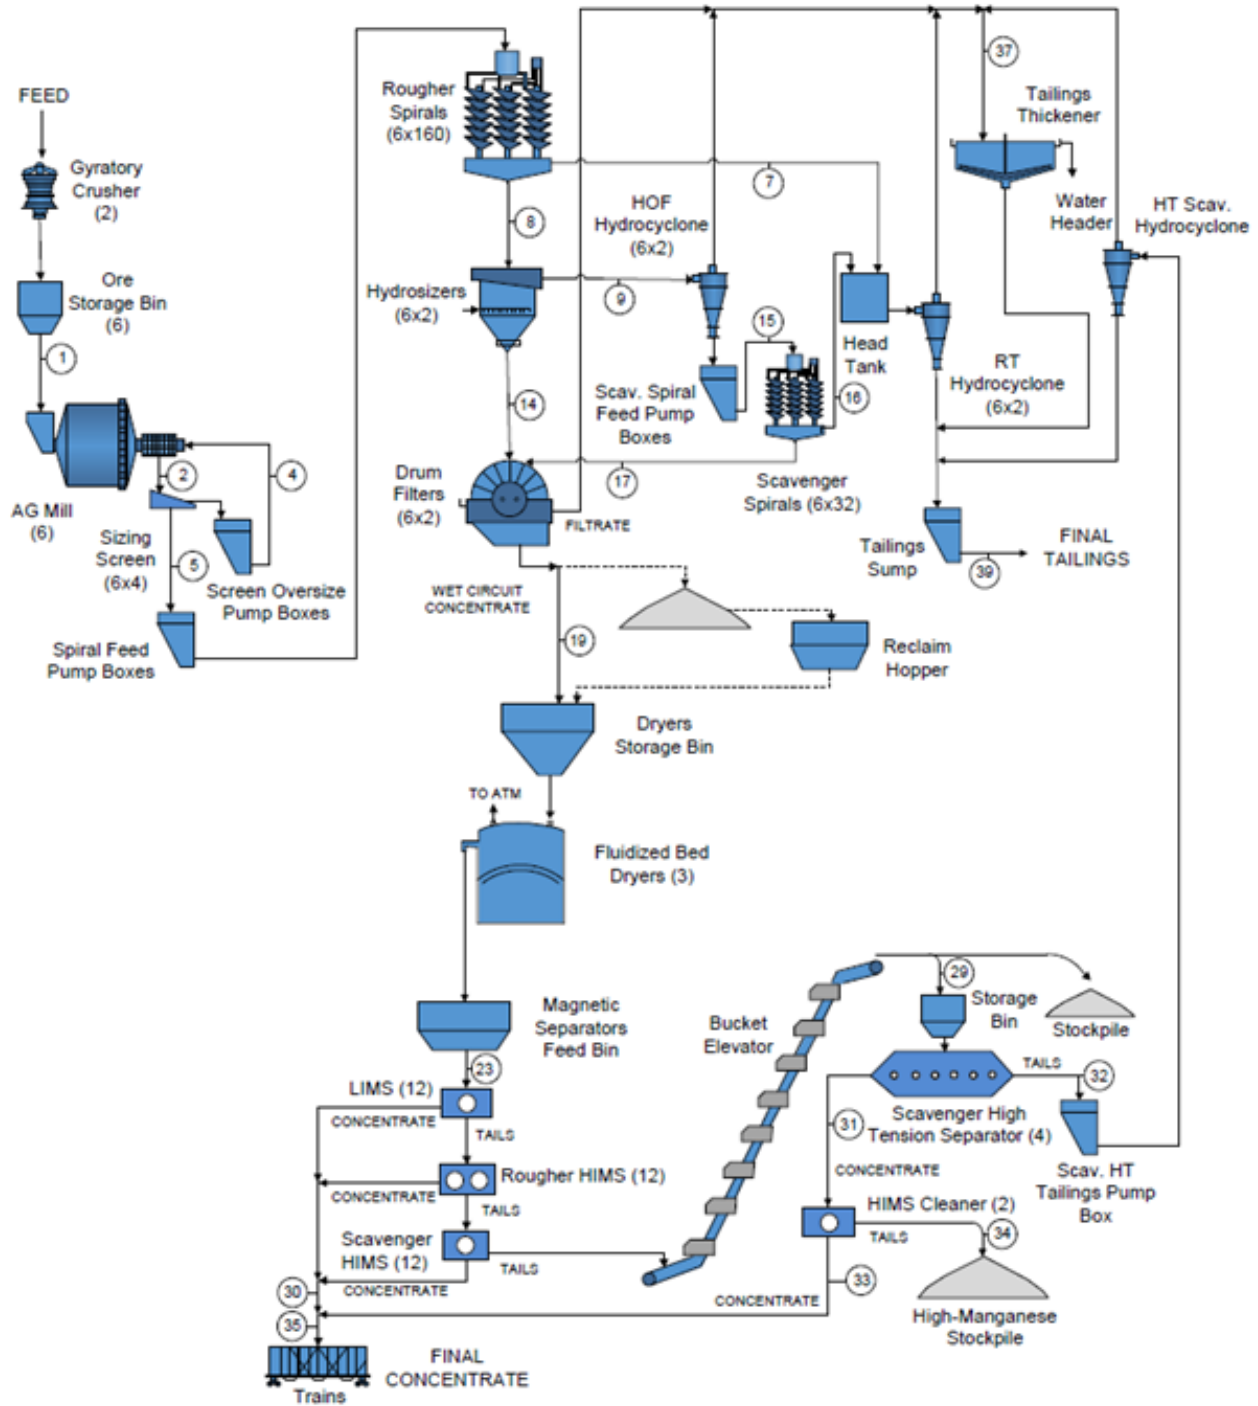 FEED
Gyratory
Crusher
(2)
Ore
Storage Bin
(6)
1
AG Mill
(6)
2
4
Sizing
Screen
(6x4)
5
Screen Oversize
Pump Boxes
Spiral Feed
Pump Boxes
Rougher
Spirals
(6x160)
7
8
HOF
Hydrocyclone
(6x2)
Hydrosizers
(6x2)
9
14
15
Scav. Spiral
Feed Pump
Boxes
16
Head
Tank
RT
Hydrocyclone
(6x2)
37
Tailings
Thickener
Water
Header
HT Scav.
Hydrocyclone
Drum
Filters
(6x2)
17
Scavenger
Spirals (6x32)
FILTRATE
Tailings
Sump
39
FINAL
TAILINGS
WET CIRCUIT
CONCENTRATE
19
Reclaim
Hopper
Dryers
Storage Bin
TO ATM
Fluidized Bed
Dryers (3)
Magnetic
Separators
Feed Bin
23
LIMS (12)
CONCENTRATE
TAILS
Rougher HIMS (12)
CONCENTRATE
TAILS
Scavenger
HIMS (12)
TAILS
CONCENTRATE
30
35
FINAL
CONCENTRATE
Trains
Bucket
Elevator
29
Storage
Bin
Stockpile
TAILS
32
Scavenger High
Tension Separator (4)
31
CONCENTRATE
Scav. HT
Tailings Pump
Box
HIMS Cleaner (2)
TAILS
34
33
CONCENTRATE
High-Manganese
Stockpile